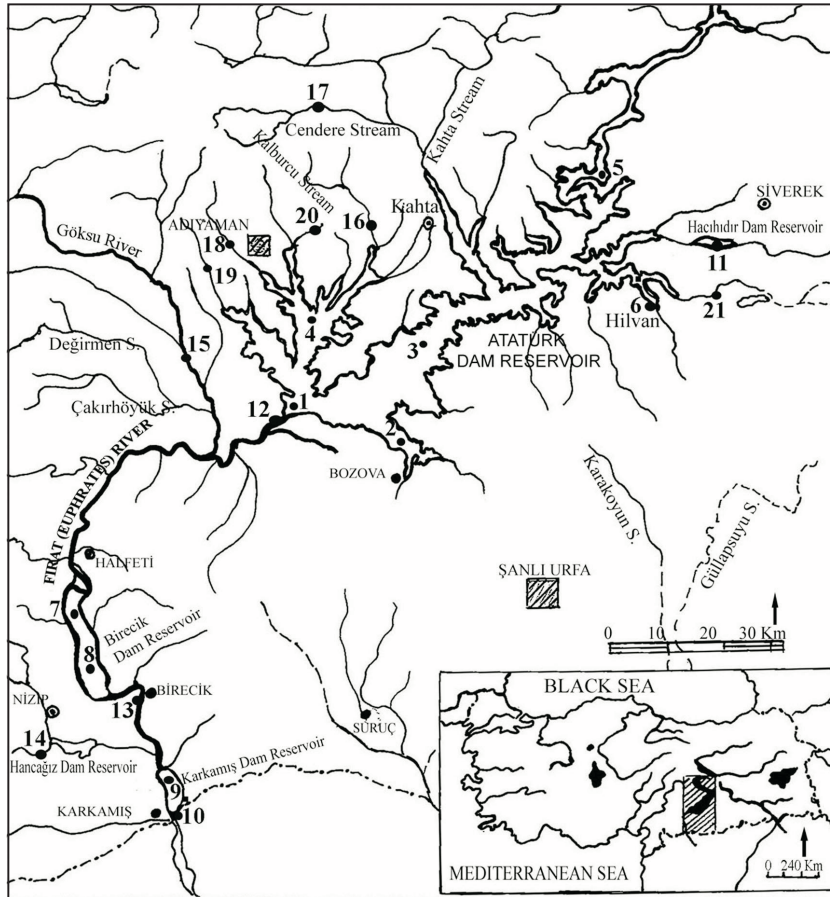 17
Cendere Stream
Kahta Stream
Kalburcu Stream
5
SİVEREK
Kahta
Hacıhıdır Dam Reservoir
11
ADIYAMAN
20
16
18
Göksu River
19
6
Hilvan
21
4
ATATÜRK
DAM RESERVOIR
3
15
Değirmen S.
Çakırhöyük S.
12
1
2
BOZOVA
FIRAT (EUPHRATES) RIVER
Karakoyun S.
Güllapsuyu S.
HALFETİ
ŞANLI URFA
7
Birecik
Dam Reservoir
0 10 20 30 Km
8
BİRECİK
NİZİP
13
SURUÇ
14
Hancağız Dam Reservoir
Karkamış Dam Reservoir
9
KARKAMIŞ
10
BLACK SEA
MEDITERRANEAN SEA
0 240 Km